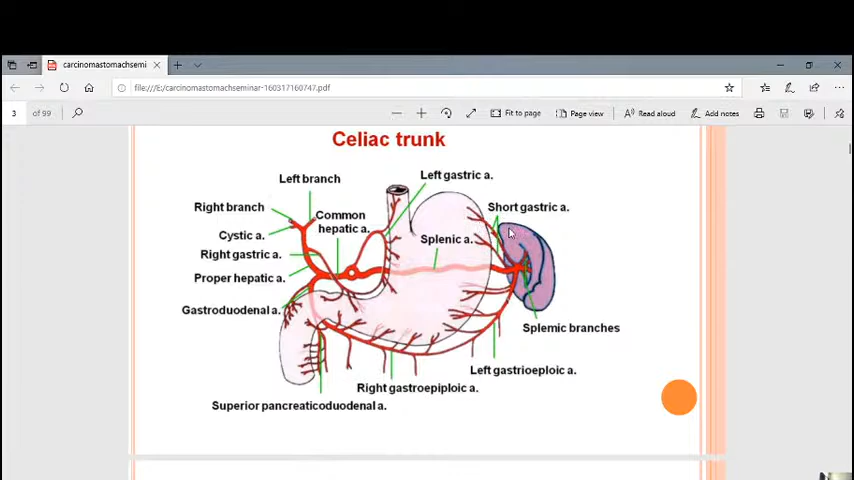 carcinomastomachsemi
file:///E:/carcinomastomachseminar-160317160747.pdf
3 of 99
Fit to page
Page view
Read aloud
Add notes
Celiac trunk
Left branch
Left gastric a.
Right branch
Common
hepatic a.
Short gastric a.
Cystic a.
Splenic a.
Right gastric a.
Proper hepatic a.
Gastroduodenal a.
Splemic branches
Left gastrioeploic a.
Right gastroepiploic a.
Superior pancreaticoduodenal a.